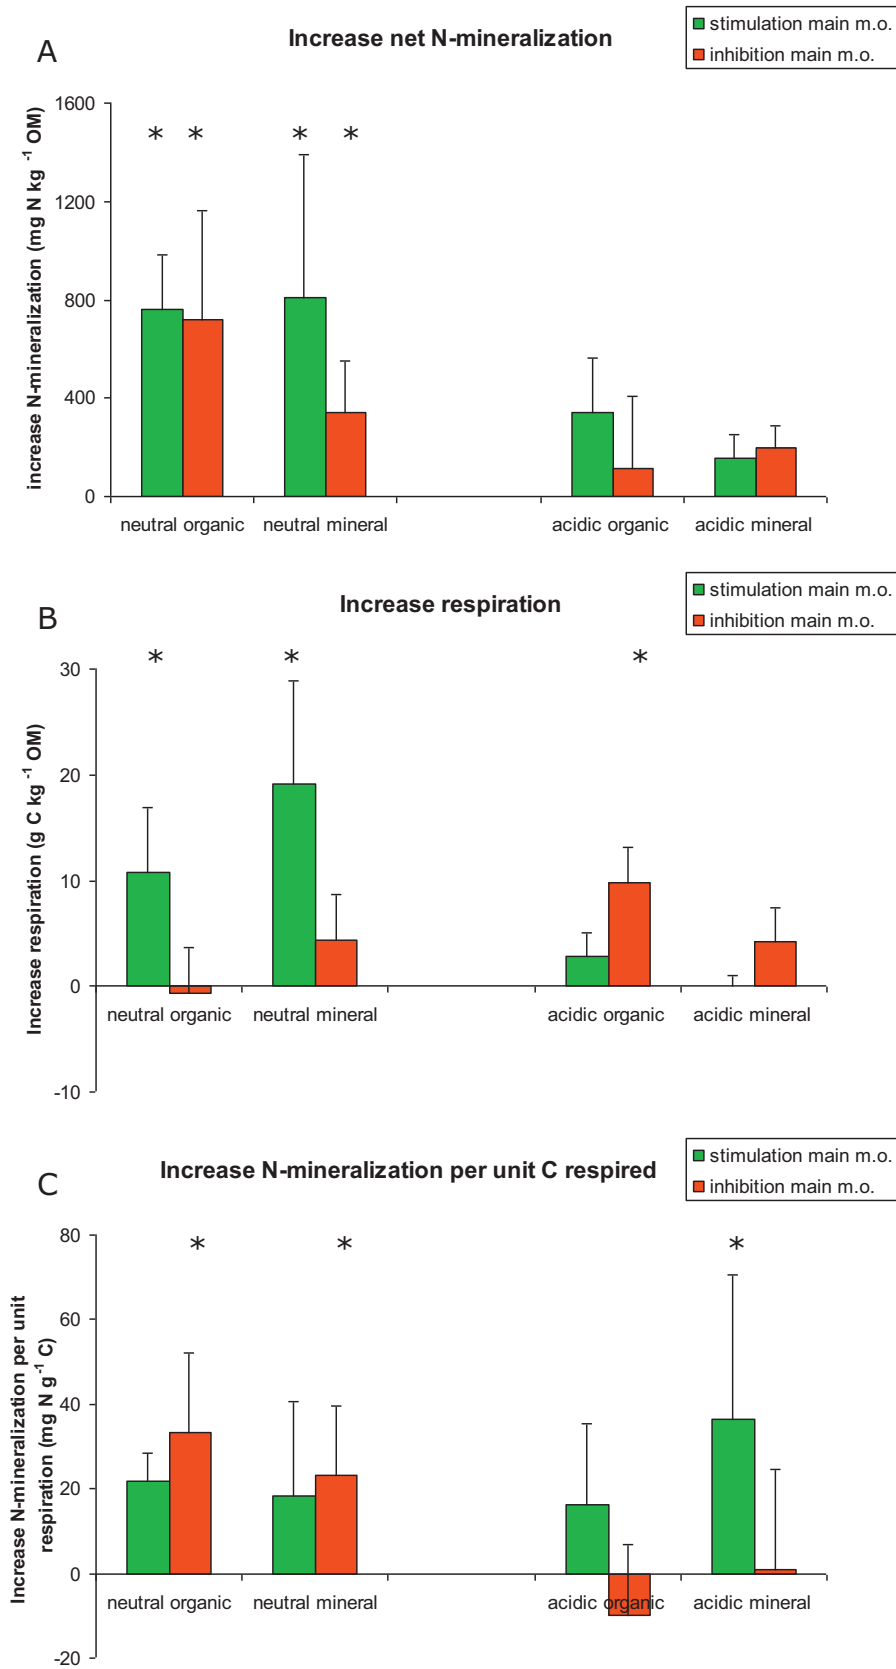 A
Increase net N-mineralization
stimulation main m.o.
inhibition main m.o.
increase N-mineralization (mg N kg -1 OM)
1600
1200
800
400
0
* * * *
neutral organic neutral mineral acidic organic acidic mineral
B
Increase respiration
stimulation main m.o.
inhibition main m.o.
Increase respiration (g C kg -1 OM)
30
20
10
0
-10
* * *
neutral organic neutral mineral acidic organic acidic mineral
C
Increase N-mineralization per unit C respired
stimulation main m.o.
inhibition main m.o.
Increase N-mineralization per unit
respiration (mg N g-1 C)
80
60
40
20
0
-20
* * *
neutral organic neutral mineral acidic organic acidic mineral